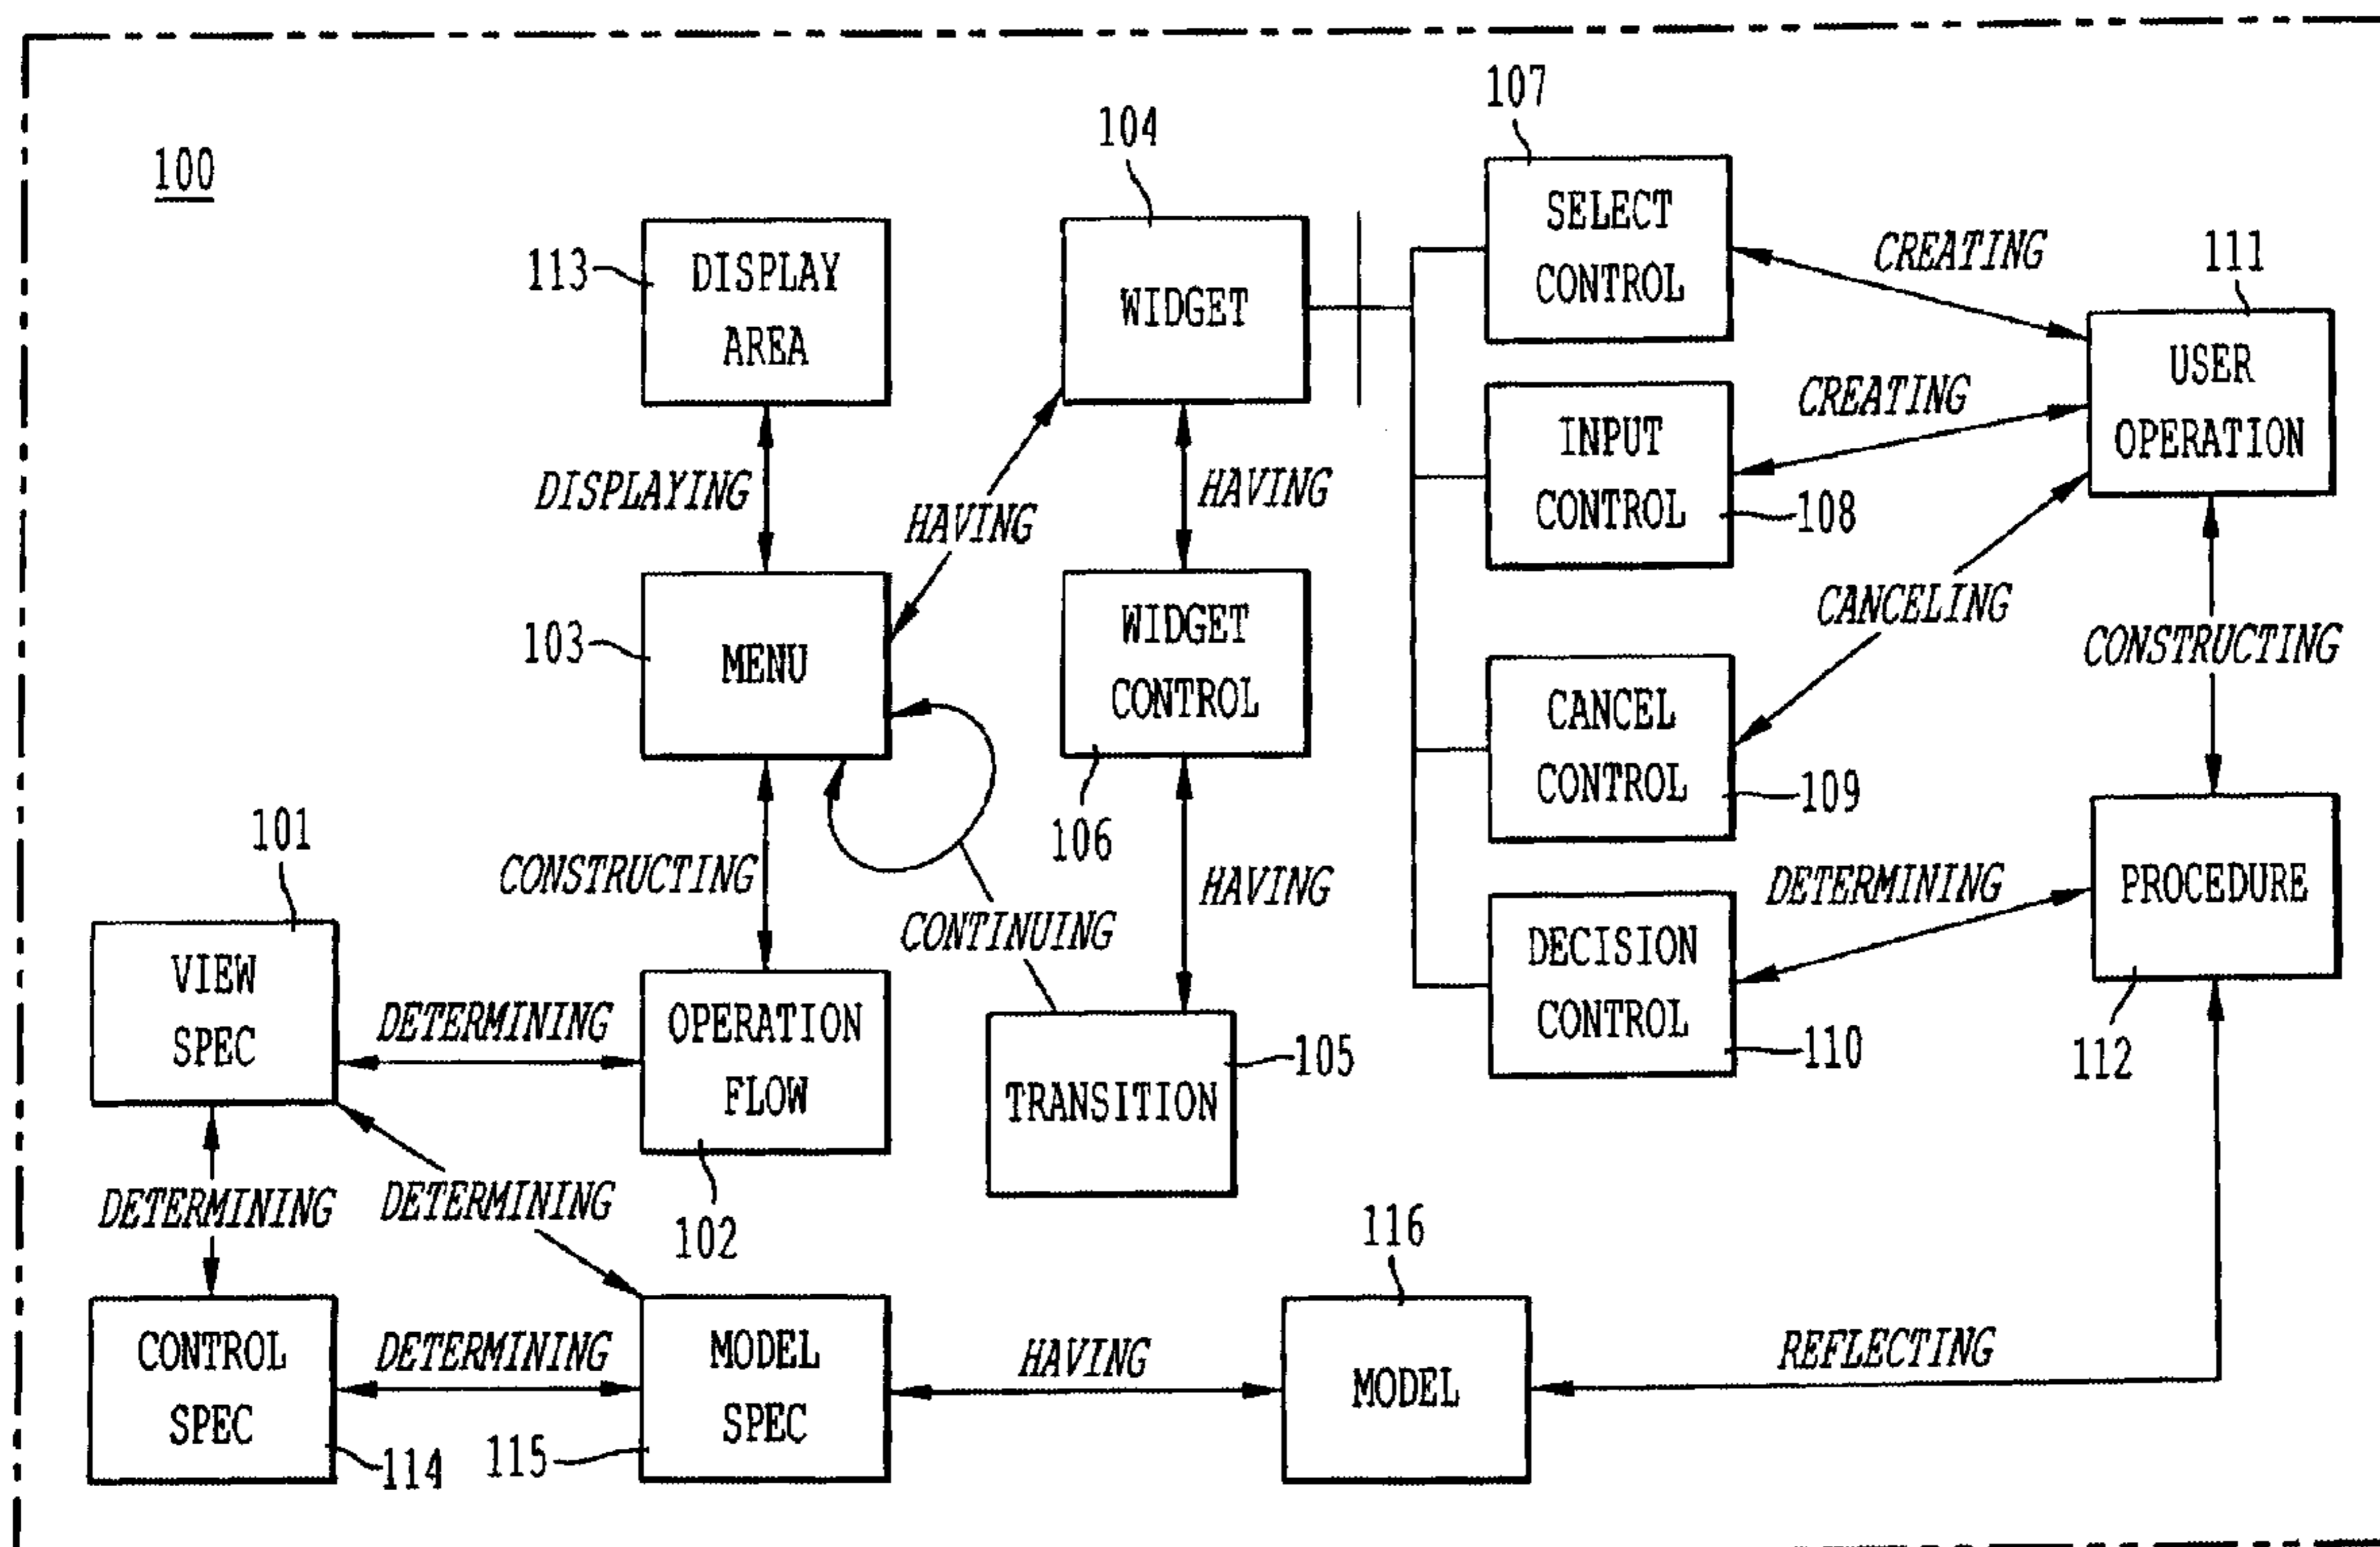 100
113
DISPLAY
AREA
104
WIDGET
107
SELECT
CONTROL
CREATING
111
USER
OPERATION
DISPLAYING
HAVING
HAVING
INPUT
CONTROL
108
CREATING
103
MENU
WIDGET
CONTROL
106
CANCELING
CANCEL
CONTROL
109
CONSTRUCTING
101
VIEW
SPEC
CONSTRUCTING
CONTINUING
HAVING
DECISION
CONTROL
110
DETERMINING
PROCEDURE
112
DETERMINING
OPERATION
FLOW
102
TRANSITION
105
DETERMINING
DETERMINING
116
CONTROL
SPEC
114
DETERMINING
MODEL
SPEC
115
HAVING
MODEL
REFLECTING